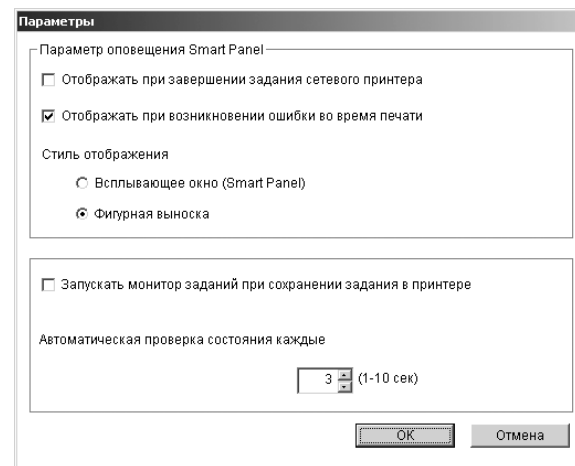 Параметры
Параметр оповещения Smart Panel
Отображать при завершении задания сетевого принтера
Отображать при возникновении ошибки во время печати
Стиль отображения
Всплывающее окно (Smart Panel)
Фигурная выноска
Запускать монитор заданий при сохранении задания в принтере
Автоматическая проверка состояния каждые
3 (1-10 сек)
OK Отмена